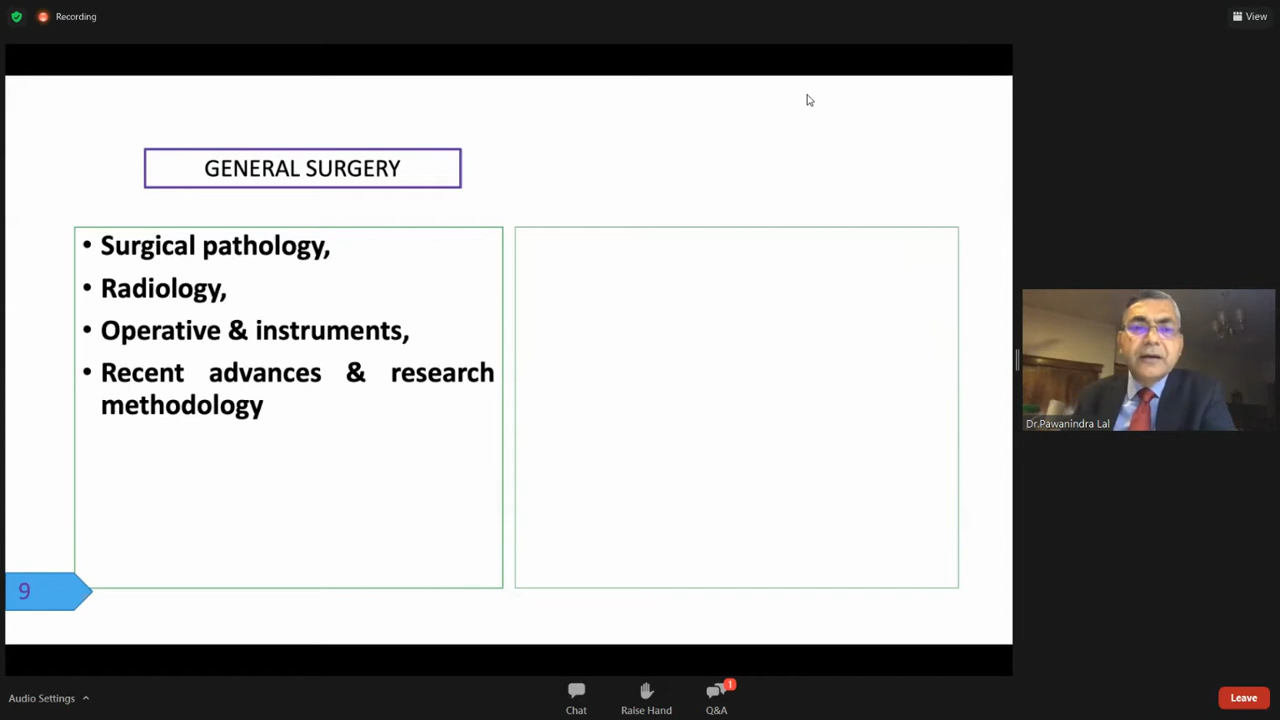 Recording
View
GENERAL SURGERY
• Surgical pathology,
• Radiology,
• Operative & instruments,
• Recent advances & research
methodology
Dr.Pawanindra Lal
9
Audio Settings
Chat
Raise Hand
1
Q&A
Leave